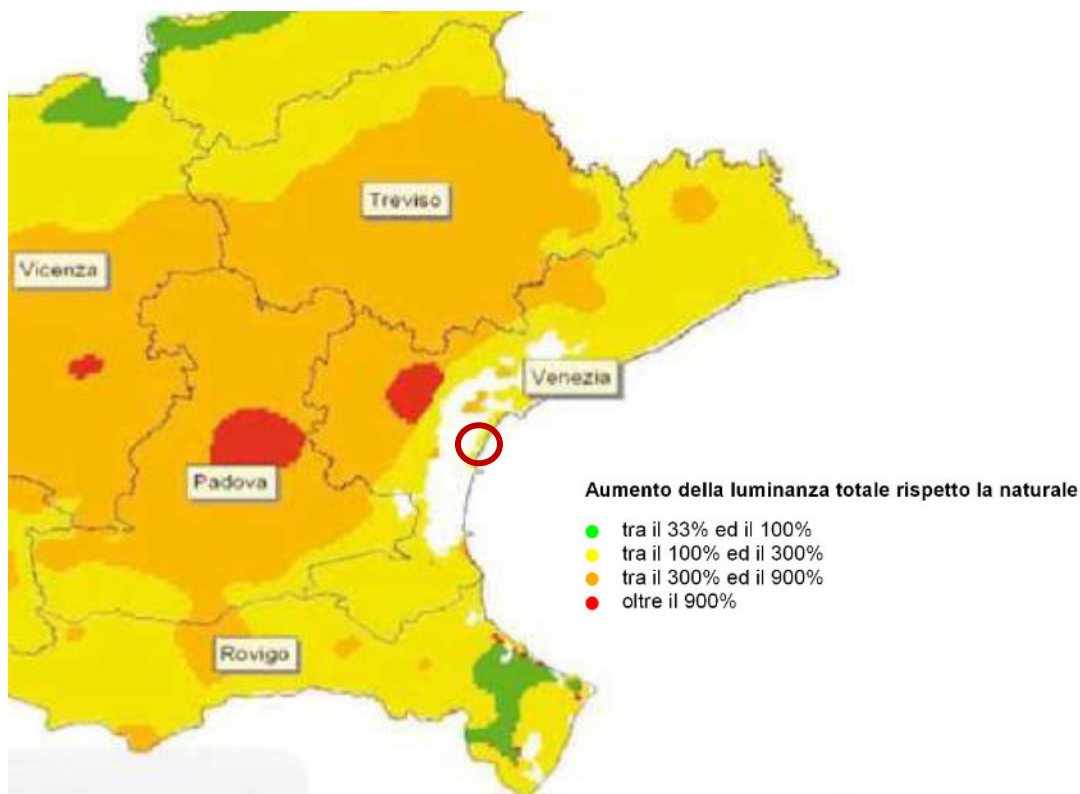 Treviso
Vicenza
Venezia
Padova
Aumento della luminanza totale rispetto la naturale
tra il 33% ed il 100%
tra il 100% ed il 300%
tra il 300% ed il 900%
oltre il 900%
Rovigo